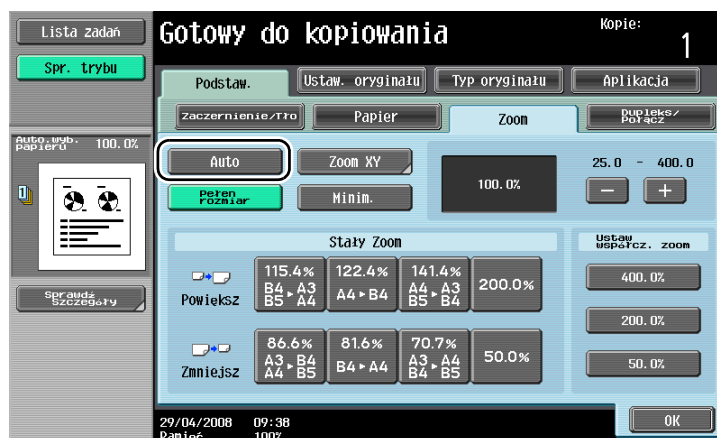 Lista zadań
Spr. trybu
Gotowy do kopiowania
Kopie:
1
Podstaw.
Ustaw. oryginału
Typ oryginału
Aplikacja
Zaczernienie/Tło
Papier
Zoom
Dupleks/
Połącz
Auto.wyb.
papieru
100.0%
1
Sprawdź
Szczegóły
Auto
Zoom XY
100.0%
25.0 - 400.0
Pełen
rozmiar
Minim.
- +
Stały Zoom
Powiększ
115.4%
B4 ▸ A3
B5 ▸ A4
122.4%
A4 ▸ B4
141.4%
A4 ▸ A3
B5 ▸ B4
200.0%
Zmniejsz
86.6%
A3 ▸ B4
A4 ▸ B5
81.6%
B4 ▸ A4
70.7%
A3 ▸ A4
B4 ▸ B5
50.0%
Ustaw
współcz. zoom
400.0%
200.0%
50.0%
29/04/2008 09:38
Pamięć 100%
OK